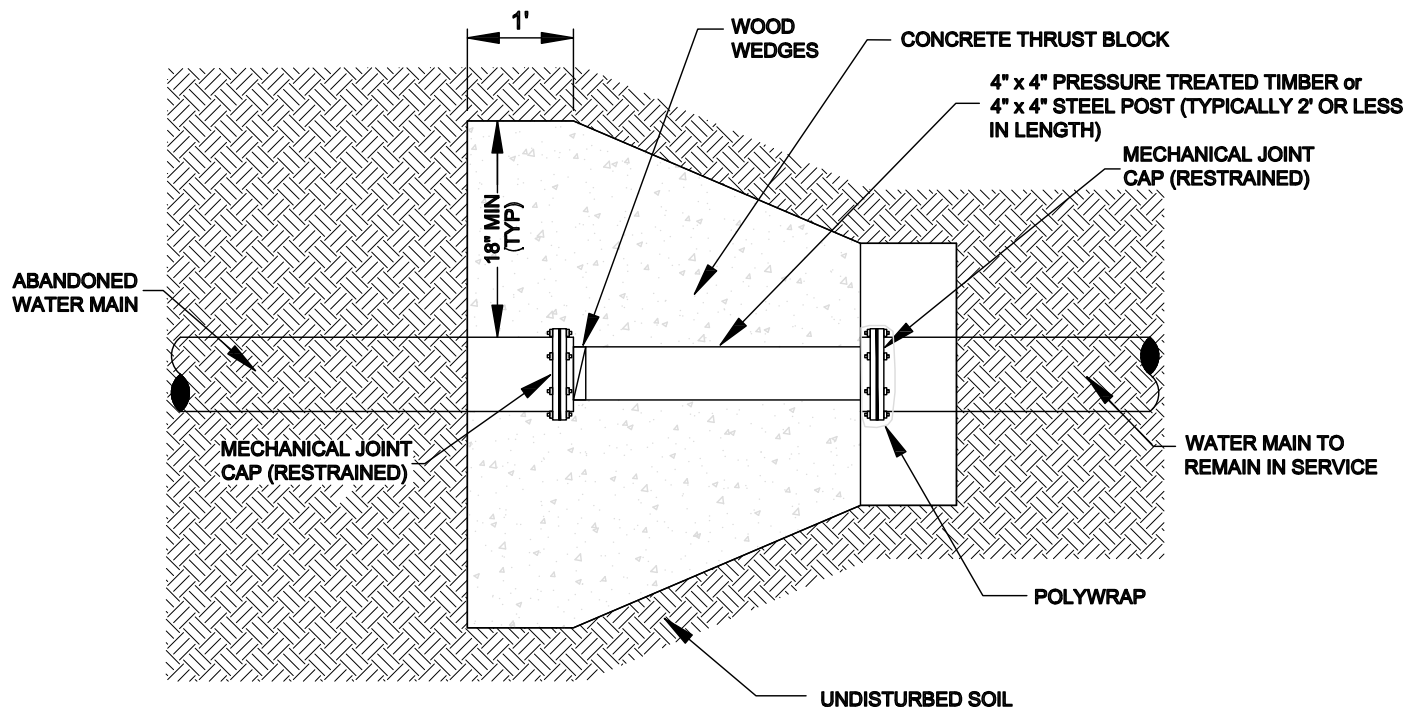 1'
WOOD
WEDGES
CONCRETE THRUST BLOCK
4" x 4" PRESSURE TREATED TIMBER or
4" x 4" STEEL POST (TYPICALLY 2' OR LESS
IN LENGTH)
MECHANICAL JOINT
CAP (RESTRAINED)
18" MIN
(TYP)
ABANDONED
WATER MAIN
MECHANICAL JOINT
CAP (RESTRAINED)
WATER MAIN TO
REMAIN IN SERVICE
POLYWRAP
UNDISTURBED SOIL